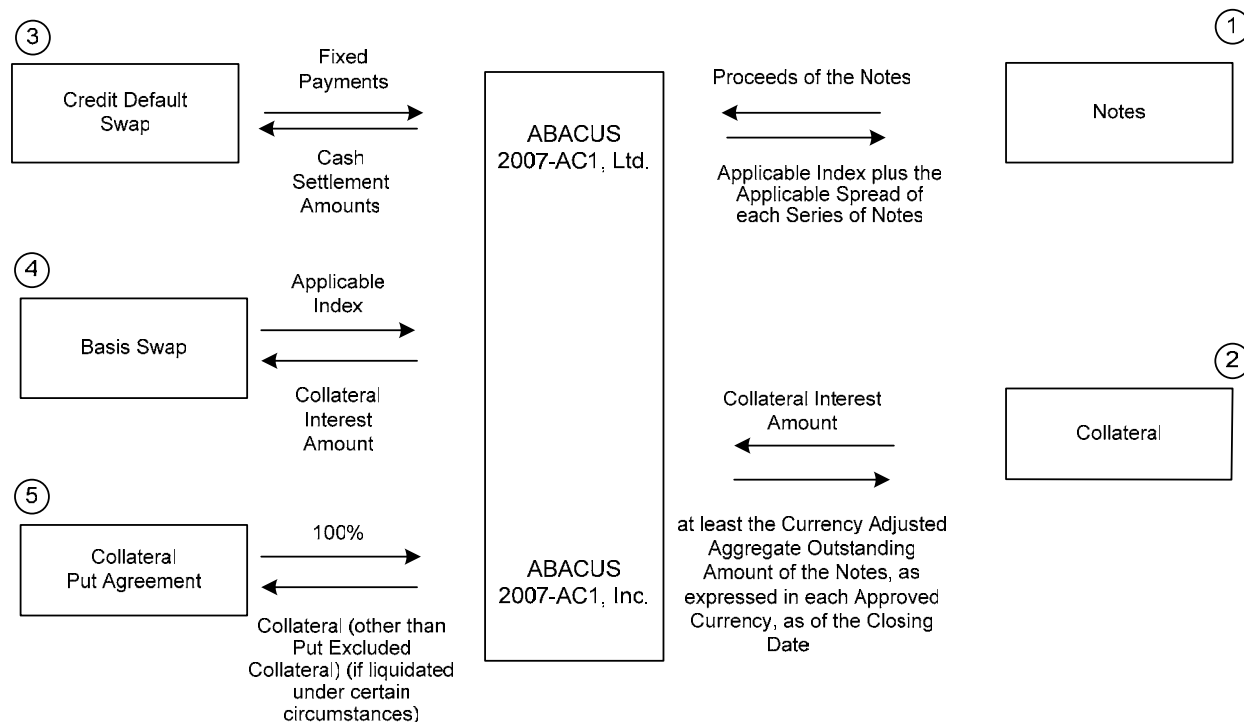 3
Fixed
Payments
Credit Default
Swap
Cash
Settlement
Amounts
4
Applicable
Index
Basis Swap
Collateral
Interest
Amount
5
100%
Collateral
Put Agreement
Collateral (other than
Put Excluded
Collateral) (if liquidated
under certain
circumstances)
ABACUS
2007-AC1, Ltd.
ABACUS
2007-AC1, Inc.
1
Proceeds of the Notes
Notes
Applicable Index plus the
Applicable Spread of
each Series of Notes
2
Collateral Interest
Amount
Collateral
at least the Currency Adjusted
Aggregate Outstanding
Amount of the Notes, as
expressed in each Approved
Currency, as of the Closing
Date